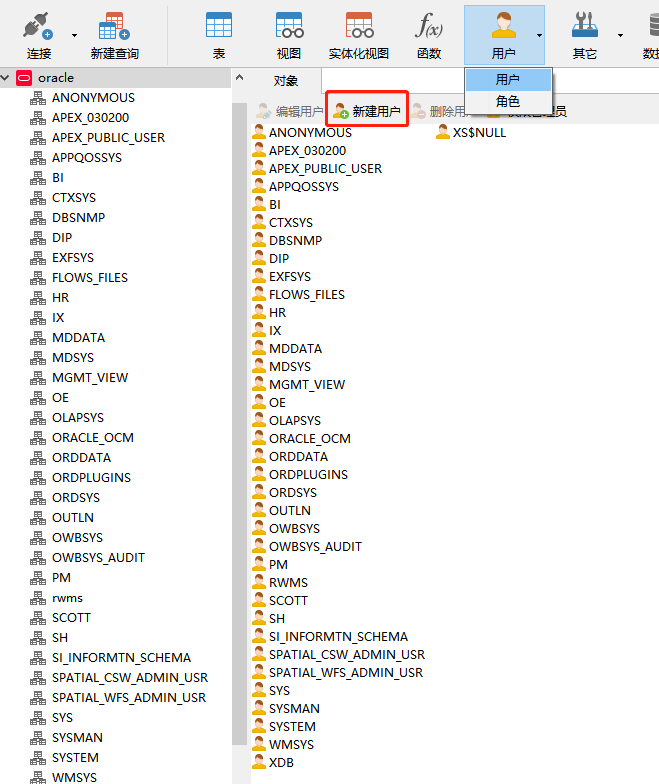 连接
新建查询
表
视图
实体化视图
函数
用户
其它
用户
角色
oracle
ANONYMOUS
APEX_030200
APEX_PUBLIC_USER
APPQOSSYS
BI
CTXSYS
DBSNMP
DIP
EXFSYS
FLOWS_FILES
HR
IX
MDDATA
MDSYS
MGMT_VIEW
OE
OLAPSYS
ORACLE_OCM
ORDDATA
ORDPLUGINS
ORDSYS
OUTLN
OWBSYS
OWBSYS_AUDIT
PM
rwms
SCOTT
SH
SI_INFORMTN_SCHEMA
SPATIAL_CSW_ADMIN_USR
SPATIAL_WFS_ADMIN_USR
SYS
SYSMAN
SYSTEM
WMSYS
对象
编辑用户 新建用户 删除用户
ANONYMOUS
APEX_030200
APEX_PUBLIC_USER
APPQOSSYS
BI
CTXSYS
DBSNMP
DIP
EXFSYS
FLOWS_FILES
HR
IX
MDDATA
MDSYS
MGMT_VIEW
OE
OLAPSYS
ORACLE_OCM
ORDDATA
ORDPLUGINS
ORDSYS
OUTLN
OWBSYS
OWBSYS_AUDIT
PM
RWMS
SCOTT
SH
SI_INFORMTN_SCHEMA
SPATIAL_CSW_ADMIN_USR
SPATIAL_WFS_ADMIN_USR
SYS
SYSMAN
SYSTEM
WMSYS
XDB
XS$NULL